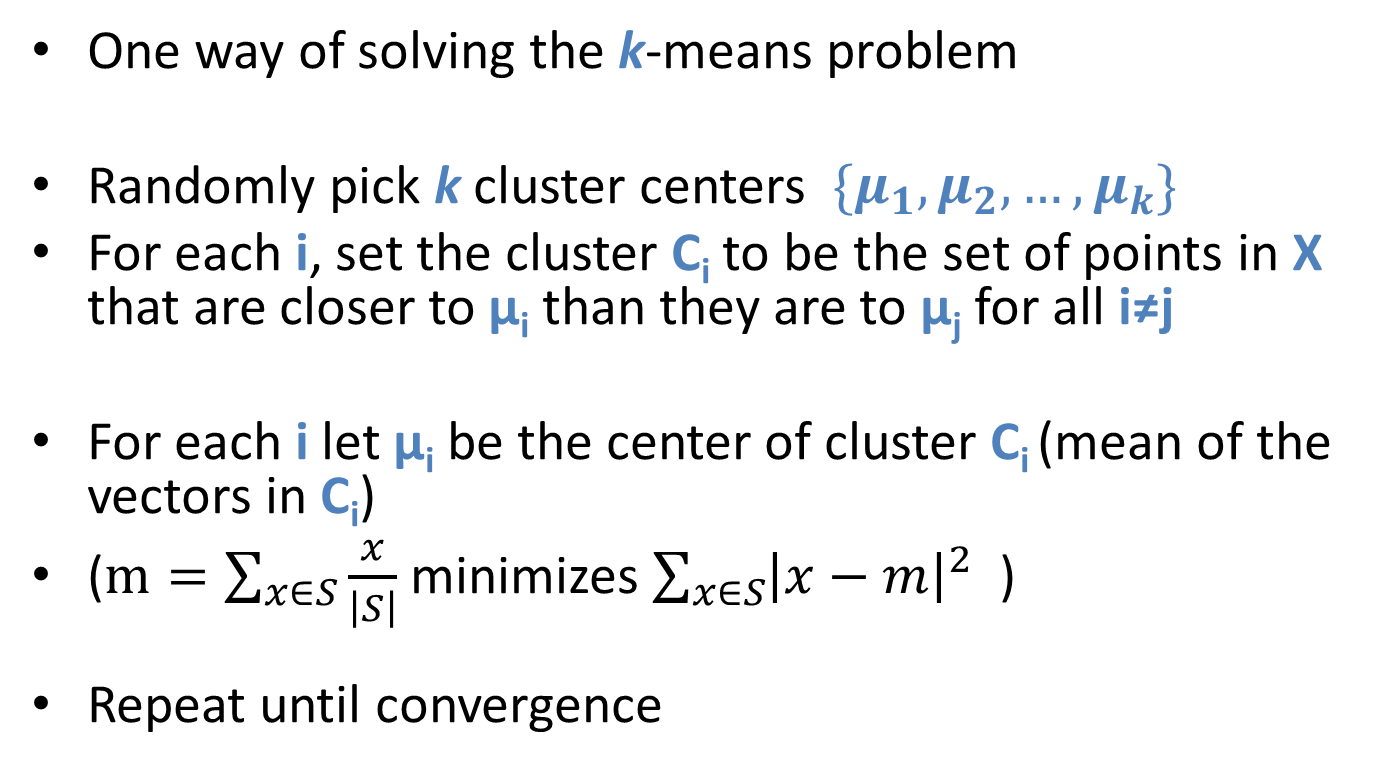 • One way of solving the k-means problem
• Randomly pick k cluster centers {μ₁, μ₂, … , μₖ}
• For each i, set the cluster Cᵢ to be the set of points in X
that are closer to μᵢ than they are to μⱼ for all i≠j
• For each i let μᵢ be the center of cluster Cᵢ (mean of the
vectors in Cᵢ)
• (m = ∑_{x∈S} x/|S| minimizes ∑_{x∈S}|x − m|² )
• Repeat until convergence